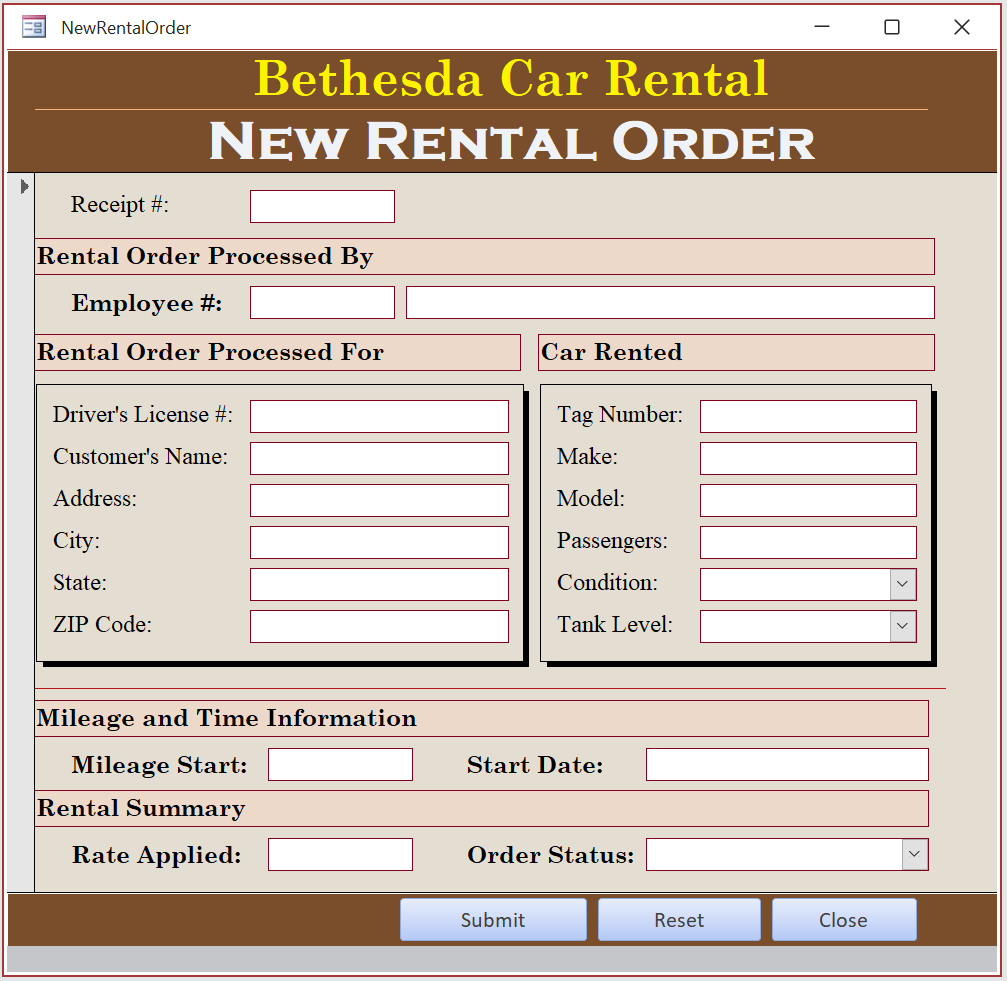 NewRentalOrder
Bethesda Car Rental
New Rental Order
Receipt #:
Rental Order Processed By
Employee #:
Rental Order Processed For
Car Rented
Driver's License #:
Customer's Name:
Address:
City:
State:
ZIP Code:
Tag Number:
Make:
Model:
Passengers:
Condition:
Tank Level:
Mileage and Time Information
Mileage Start: Start Date:
Rental Summary
Rate Applied: Order Status:
Submit Reset Close